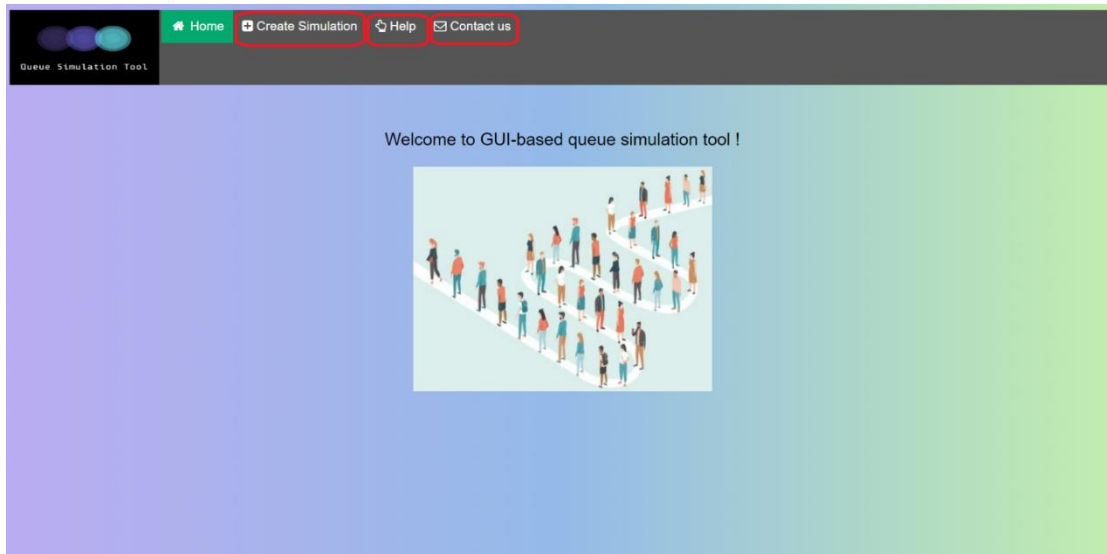 Home Create Simulation Help Contact us
Queue Simulation Tool
Welcome to GUI-based queue simulation tool !